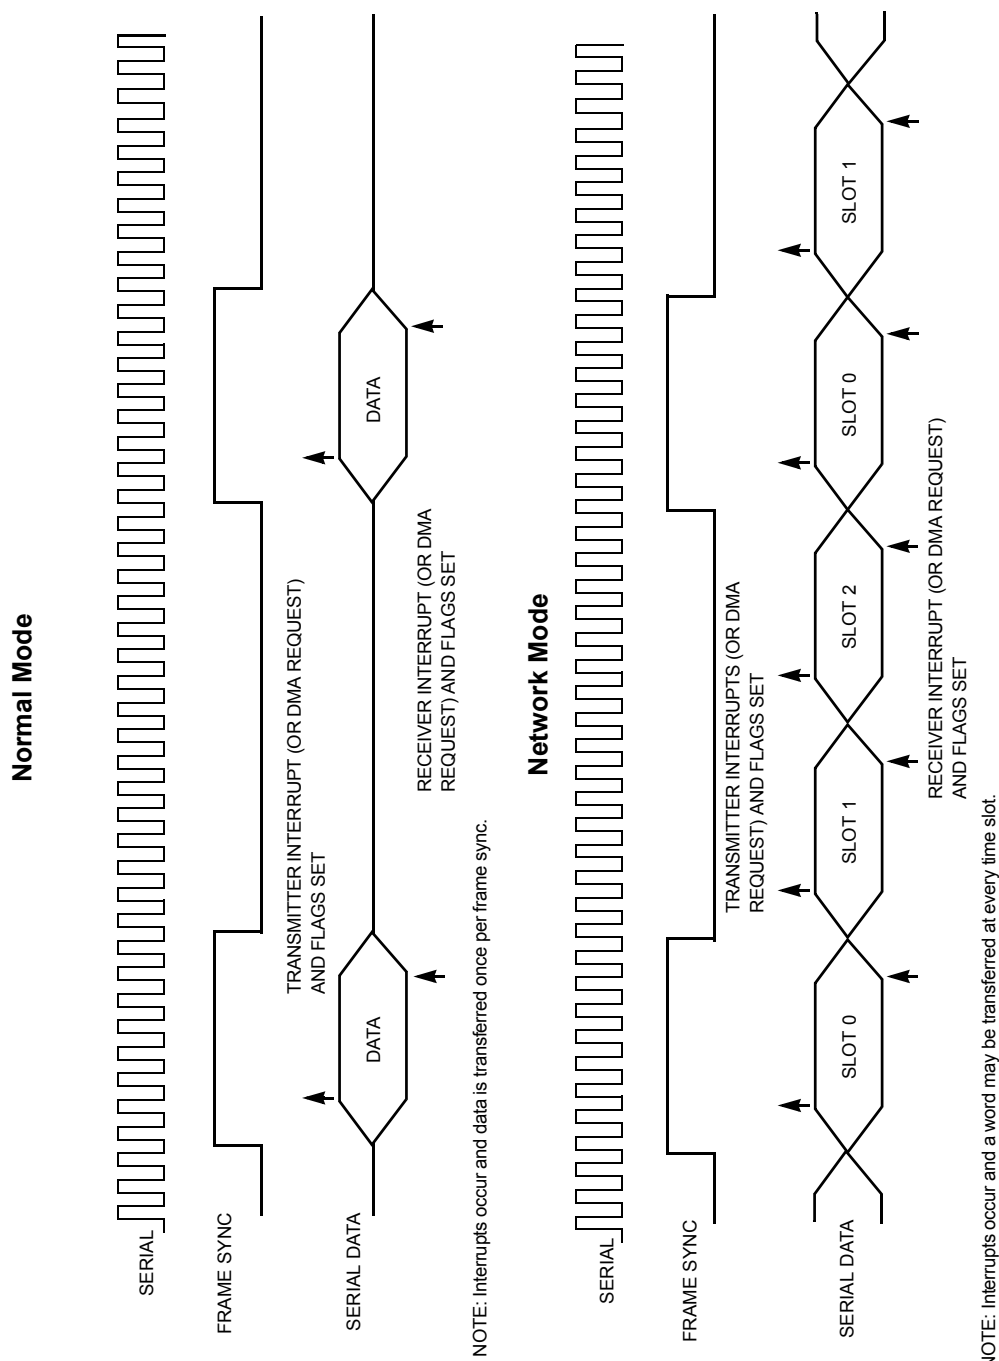 Normal Mode
SERIAL
FRAME SYNC
TRANSMITTER INTERRUPT (OR DMA REQUEST)
AND FLAGS SET
SERIAL DATA
DATA
DATA
RECEIVER INTERRUPT (OR DMA
REQUEST) AND FLAGS SET
NOTE: Interrupts occur and data is transferred once per frame sync.
Network Mode
SERIAL
FRAME SYNC
TRANSMITTER INTERRUPTS (OR DMA
REQUEST) AND FLAGS SET
SERIAL DATA
SLOT 0
SLOT 1
SLOT 2
SLOT 0
SLOT 1
RECEIVER INTERRUPT (OR DMA REQUEST)
AND FLAGS SET
NOTE: Interrupts occur and a word may be transferred at every time slot.